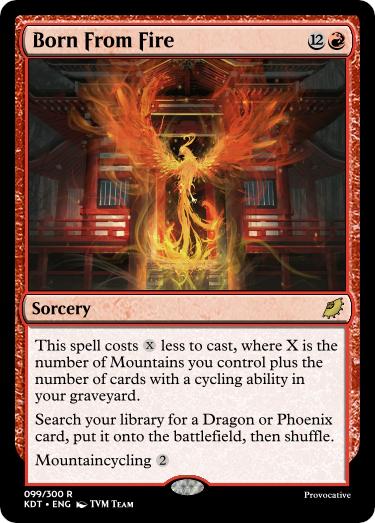 Born From Fire 12
Sorcery
This spell costs X less to cast, where X is the
number of Mountains you control plus the
number of cards with a cycling ability in
your graveyard.
Search your library for a Dragon or Phoenix
card, put it onto the battlefield, then shuffle.
Mountaincycling 2
099/300 R
KDT • ENG TVM Team
Provocative